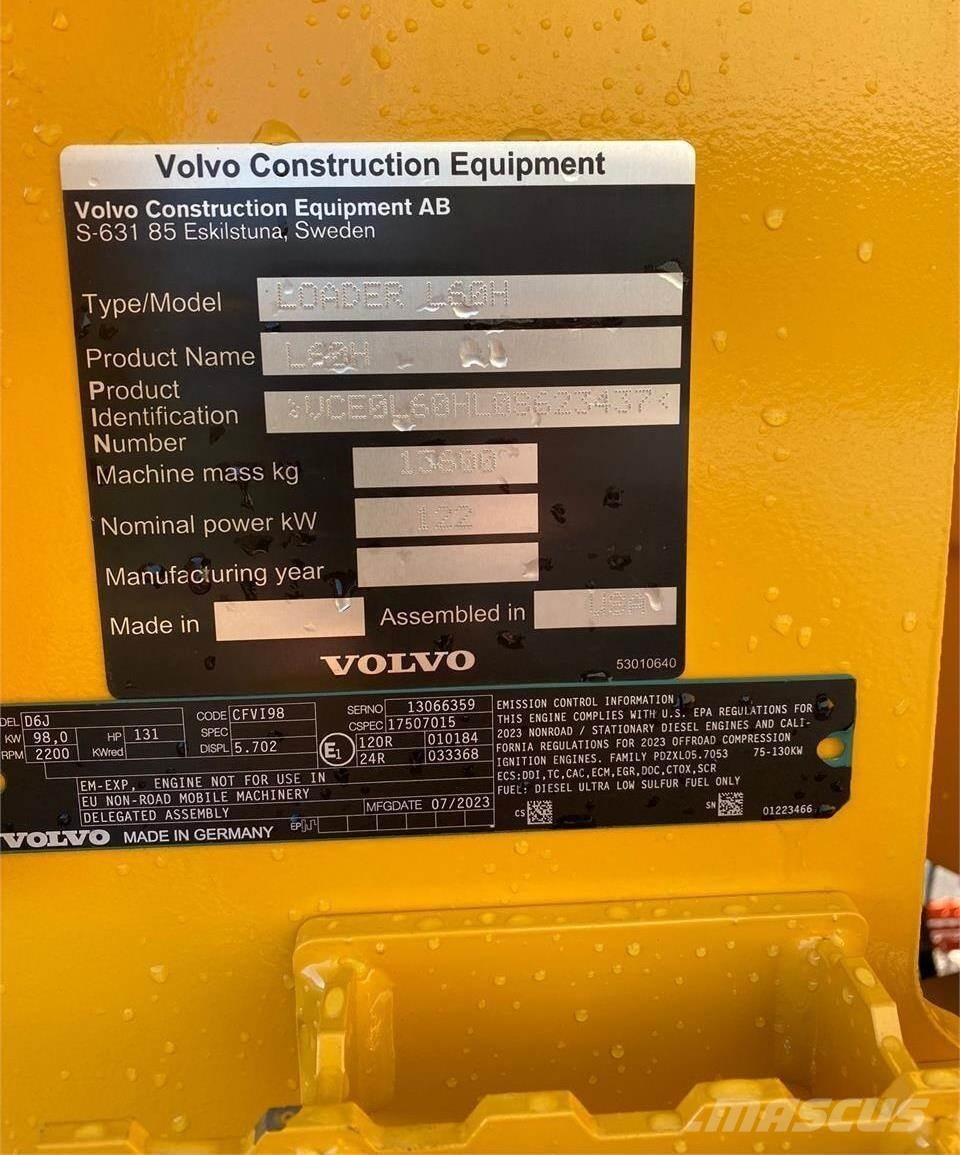 Volvo Construction Equipment
Volvo Construction Equipment AB
S-631 85 Eskilstuna, Sweden
Type/Model LOADER L60H
Product Name L60H
Product
Identification VCE0L60HL08623437
Number
Machine mass kg 13600
Nominal power kW 122
Manufacturing year
Made in Assembled in USA
VOLVO 53010640
DEL D6J CODE CFVI98 SERNO 13066359
KW 98,0 HP 131 SPEC CSPEC 17507015
RPM 2200 KWred DISPL 5.702 E1 120R 010184
24R 033368
EM-EXP, ENGINE NOT FOR USE IN
EU NON-ROAD MOBILE MACHINERY
DELEGATED ASSEMBLY MFGDATE 07/2023
VOLVO MADE IN GERMANY EP
EMISSION CONTROL INFORMATION
THIS ENGINE COMPLIES WITH U.S. EPA REGULATIONS FOR
2023 NONROAD / STATIONARY DIESEL ENGINES AND CALI-
FORNIA REGULATIONS FOR 2023 OFFROAD COMPRESSION
IGNITION ENGINES. FAMILY PDZXL05.7053 75-130KW
ECS:DDI,TC,CAC,ECM,EGR,DOC,CTOX,SCR
FUEL: DIESEL ULTRA LOW SULFUR FUEL ONLY
CS SN 01223466
MASCUS